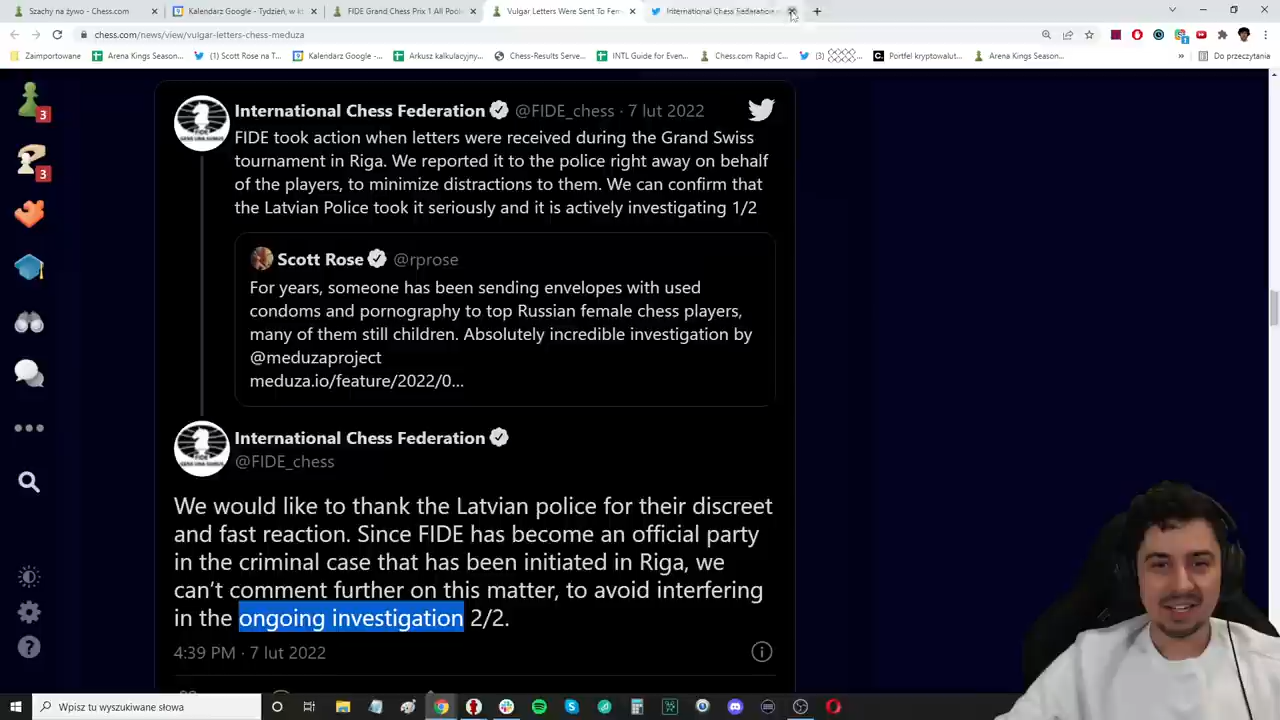 Szachy na żywo - Chess.com
Kalendarz Google - Tydzień, w kt
FIDE Grand Chess Prix 1 All Pools
Vulgar Letters Were Sent To Fem
International Chess Federation
chess.com/news/view/vulgar-letters-chess-meduza
Zaimportowane
(1) Scott Rose na T...
Kalendarz Google -...
Arkusz kalkulacyjny...
Chess-Results Serve...
INTL Guide for Even...
Chess.com Rapid C...
Portfel kryptowalut...
Arena Kings Season...
»
Do przeczytania
International Chess Federation @FIDE_chess · 7 lut 2022
FIDE took action when letters were received during the Grand Swiss
tournament in Riga. We reported it to the police right away on behalf
of the players, to minimize distractions to them. We can confirm that
the Latvian Police took it seriously and it is actively investigating 1/2
Scott Rose @rprose
For years, someone has been sending envelopes with used
condoms and pornography to top Russian female chess players,
many of them still children. Absolutely incredible investigation by
@meduzaproject
meduza.io/feature/2022/0...
International Chess Federation
@FIDE_chess
We would like to thank the Latvian police for their discreet
and fast reaction. Since FIDE has become an official party
in the criminal case that has been initiated in Riga, we
can't comment further on this matter, to avoid interfering
in the ongoing investigation 2/2.
4:39 PM · 7 lut 2022
3
3
Wpisz tu wyszukiwane słowa